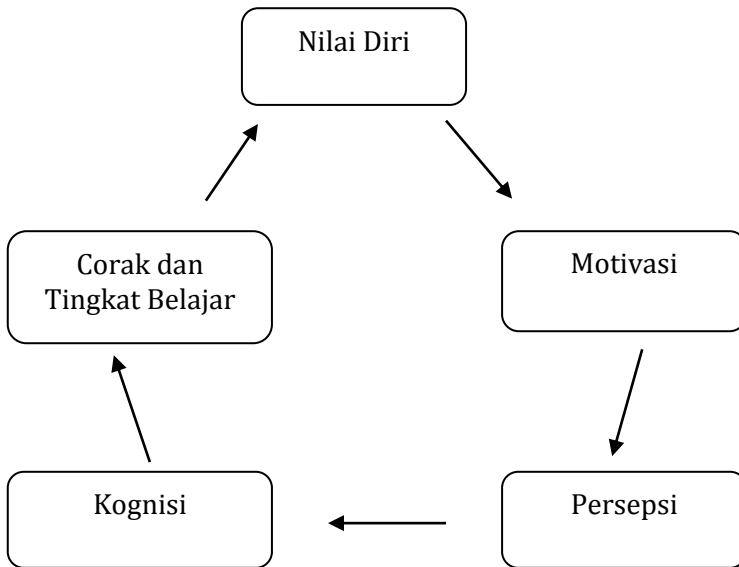 Nilai Diri
Corak dan
Tingkat Belajar
Motivasi
Kognisi
Persepsi